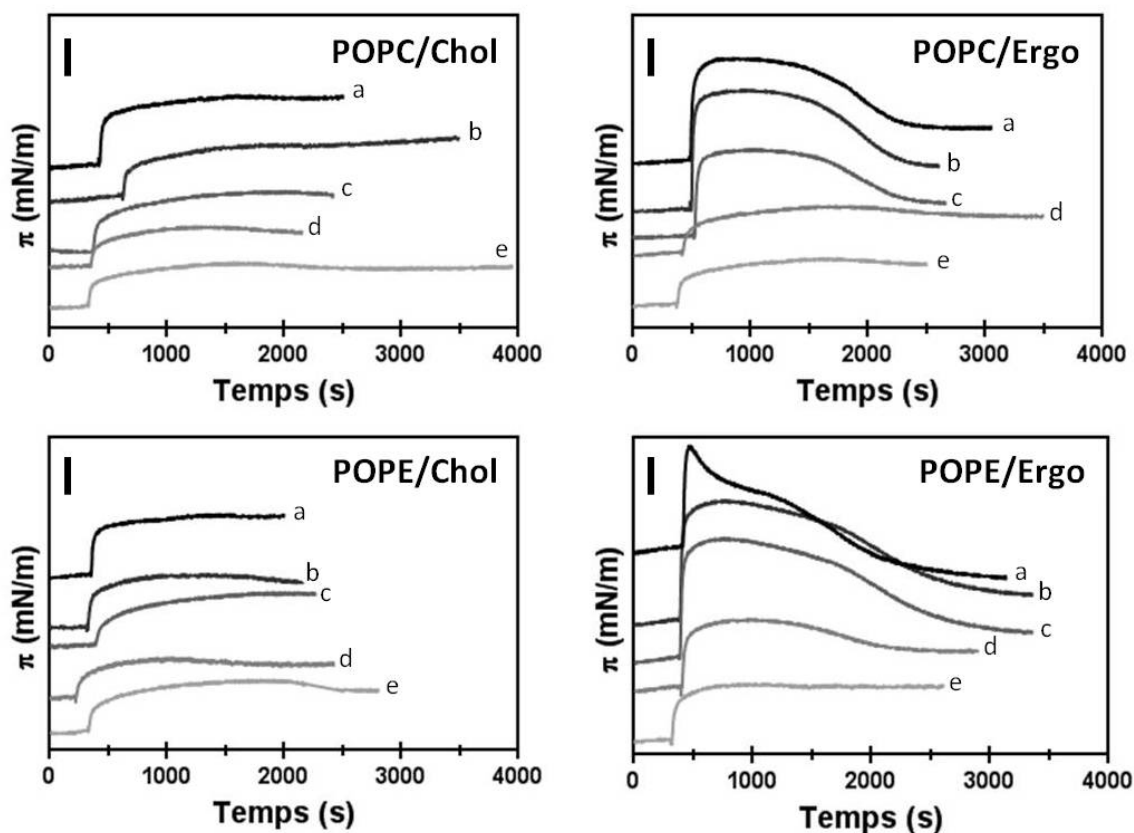 POPC/Chol
π (mN/m)
a
b
c
d
e
0 1000 2000 3000 4000
Temps (s)
POPC/Ergo
π (mN/m)
a
b
c
d
e
0 1000 2000 3000 4000
Temps (s)
POPE/Chol
π (mN/m)
a
b
c
d
e
0 1000 2000 3000 4000
Temps (s)
POPE/Ergo
π (mN/m)
a
b
c
d
e
0 1000 2000 3000 4000
Temps (s)